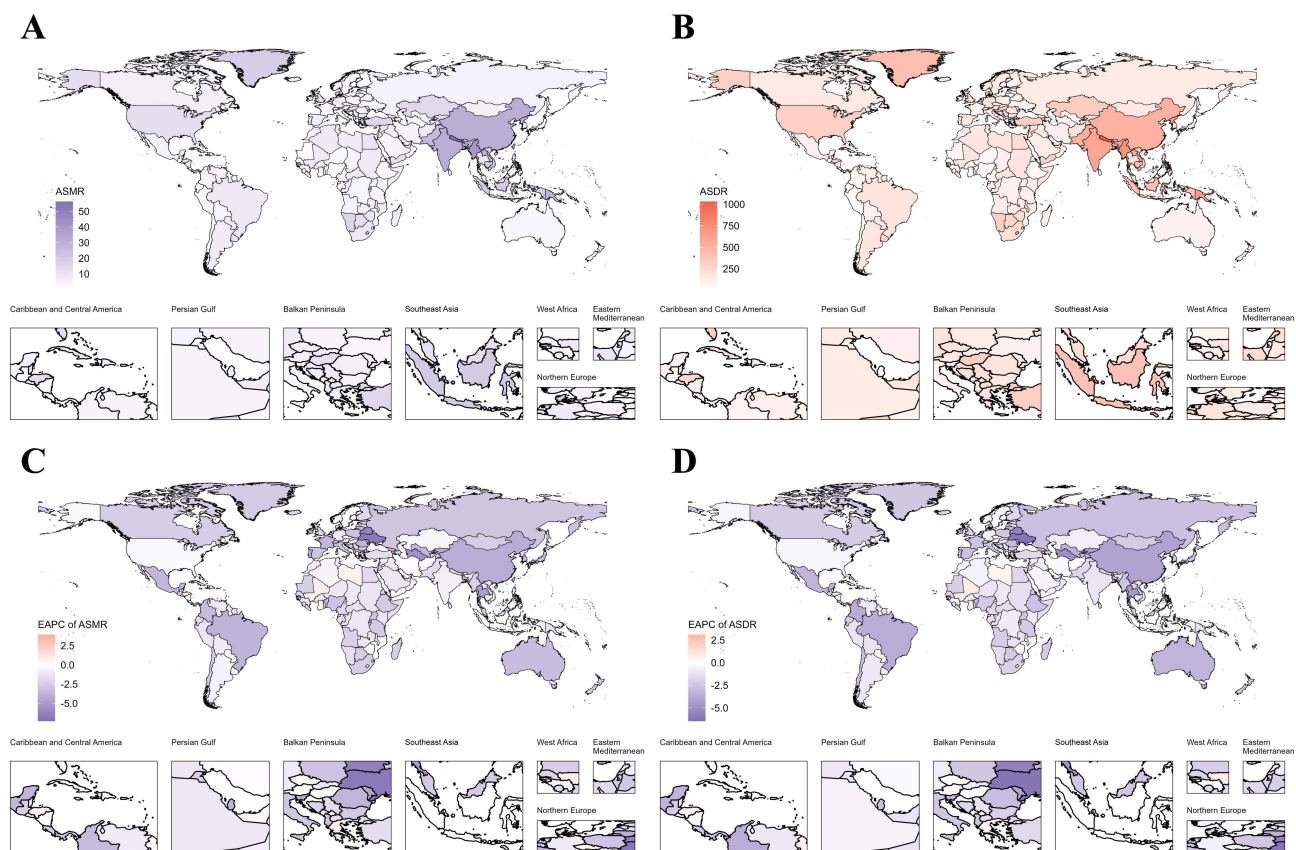 A
B
ASMR
50
40
30
20
10
ASDR
1000
750
500
250
Caribbean and Central America
Persian Gulf
Balkan Peninsula
Southeast Asia
West Africa
Eastern
Mediterranean
Northern Europe
Caribbean and Central America
Persian Gulf
Balkan Peninsula
Southeast Asia
West Africa
Eastern
Mediterranean
Northern Europe
C
D
EAPC of ASMR
2.5
0.0
-2.5
-5.0
EAPC of ASDR
2.5
0.0
-2.5
-5.0
Caribbean and Central America
Persian Gulf
Balkan Peninsula
Southeast Asia
West Africa
Eastern
Mediterranean
Northern Europe
Caribbean and Central America
Persian Gulf
Balkan Peninsula
Southeast Asia
West Africa
Eastern
Mediterranean
Northern Europe